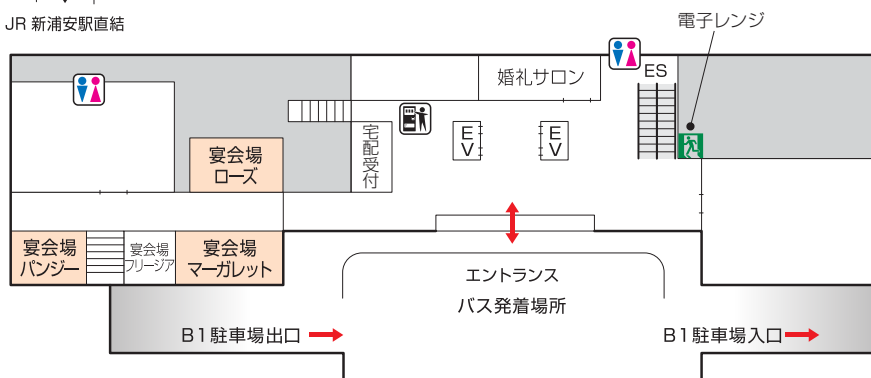 JR 新浦安駅直結
電子レンジ
婚礼サロン
ES
宅配受付
EV
EV
宴会場
ローズ
宴会場
パンジー
宴会場
フリージア
宴会場
マーガレット
エントランス
バス発着場所
B1駐車場出口
B1駐車場入口